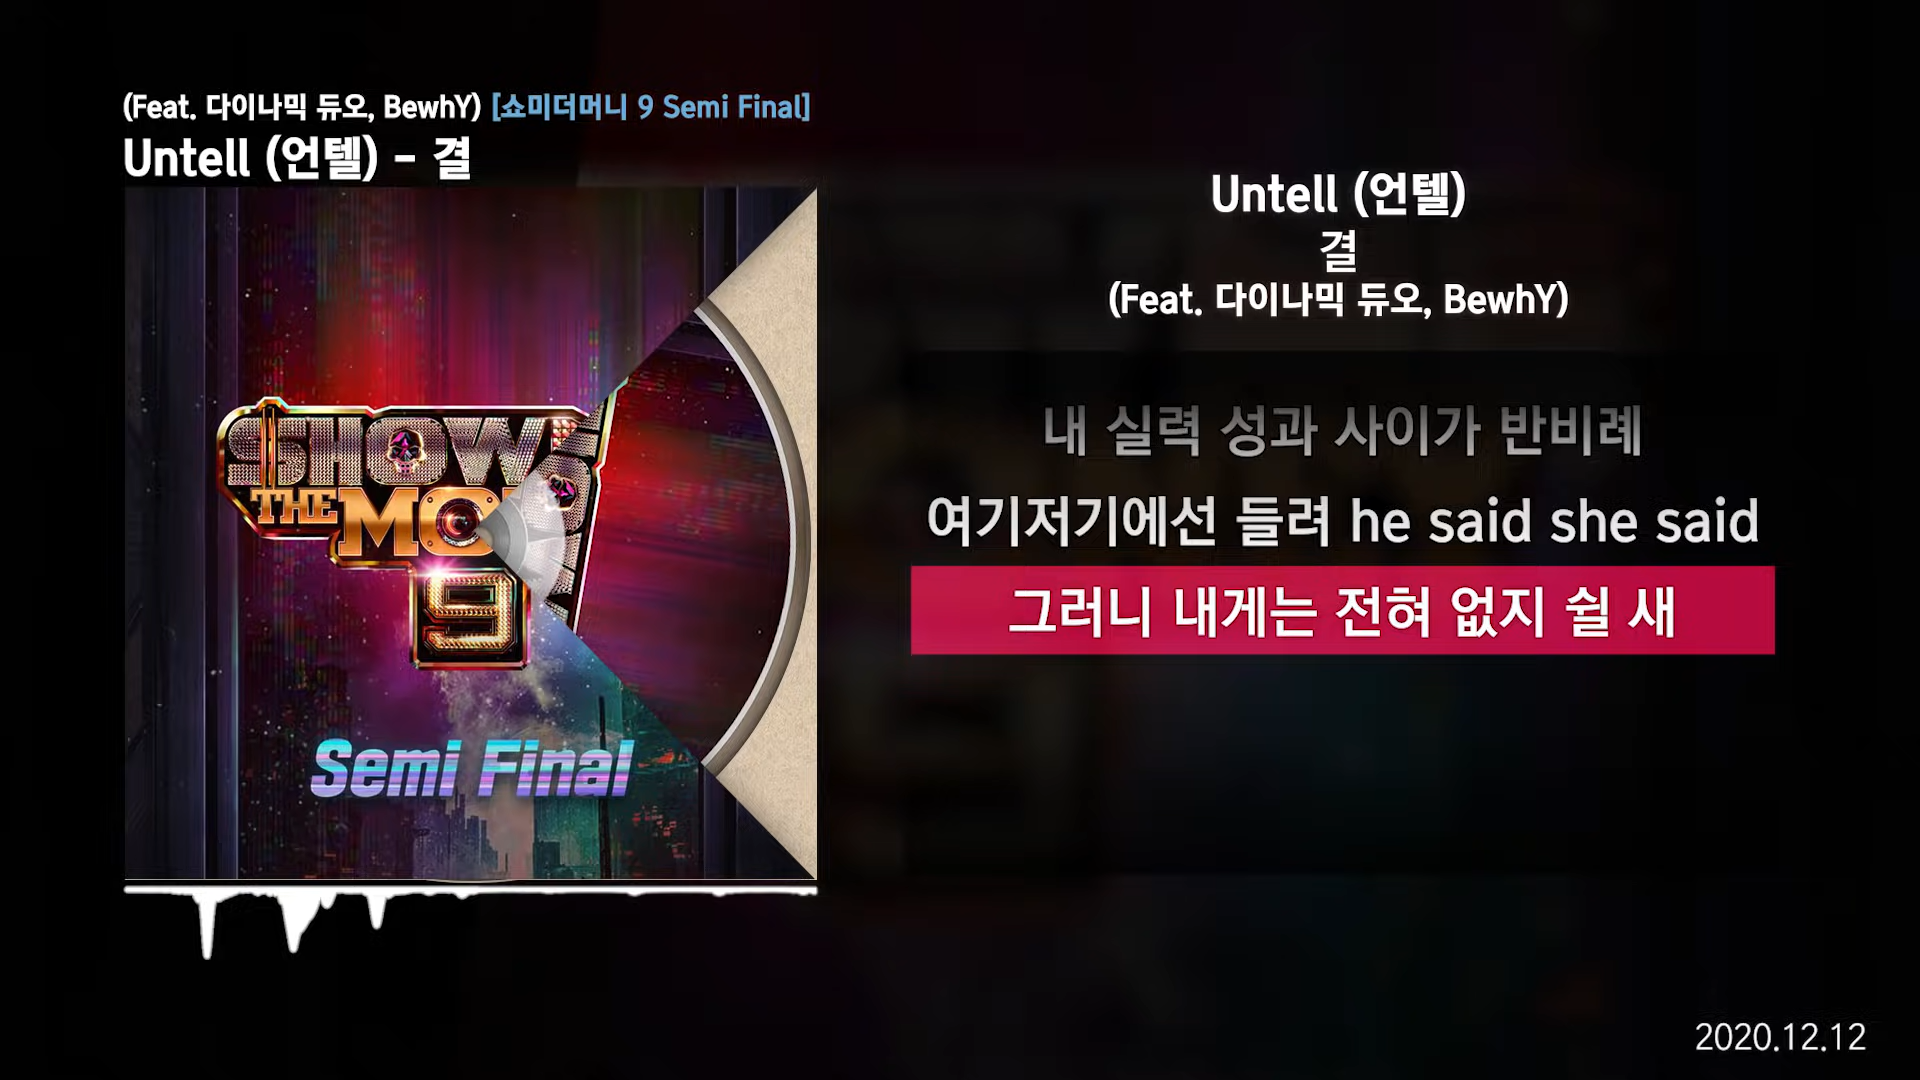 (Feat. 다이나믹 듀오, BewhY) [쇼미더머니 9 Semi Final]
Untell (언텔) - 결
SHOW
THE MO
9
Semi Final
Untell (언텔)
결
(Feat. 다이나믹 듀오, BewhY)
내 실력 성과 사이가 반비례
여기저기에선 들려 he said she said
그러니 내게는 전혀 없지 쉴 새
2020.12.12